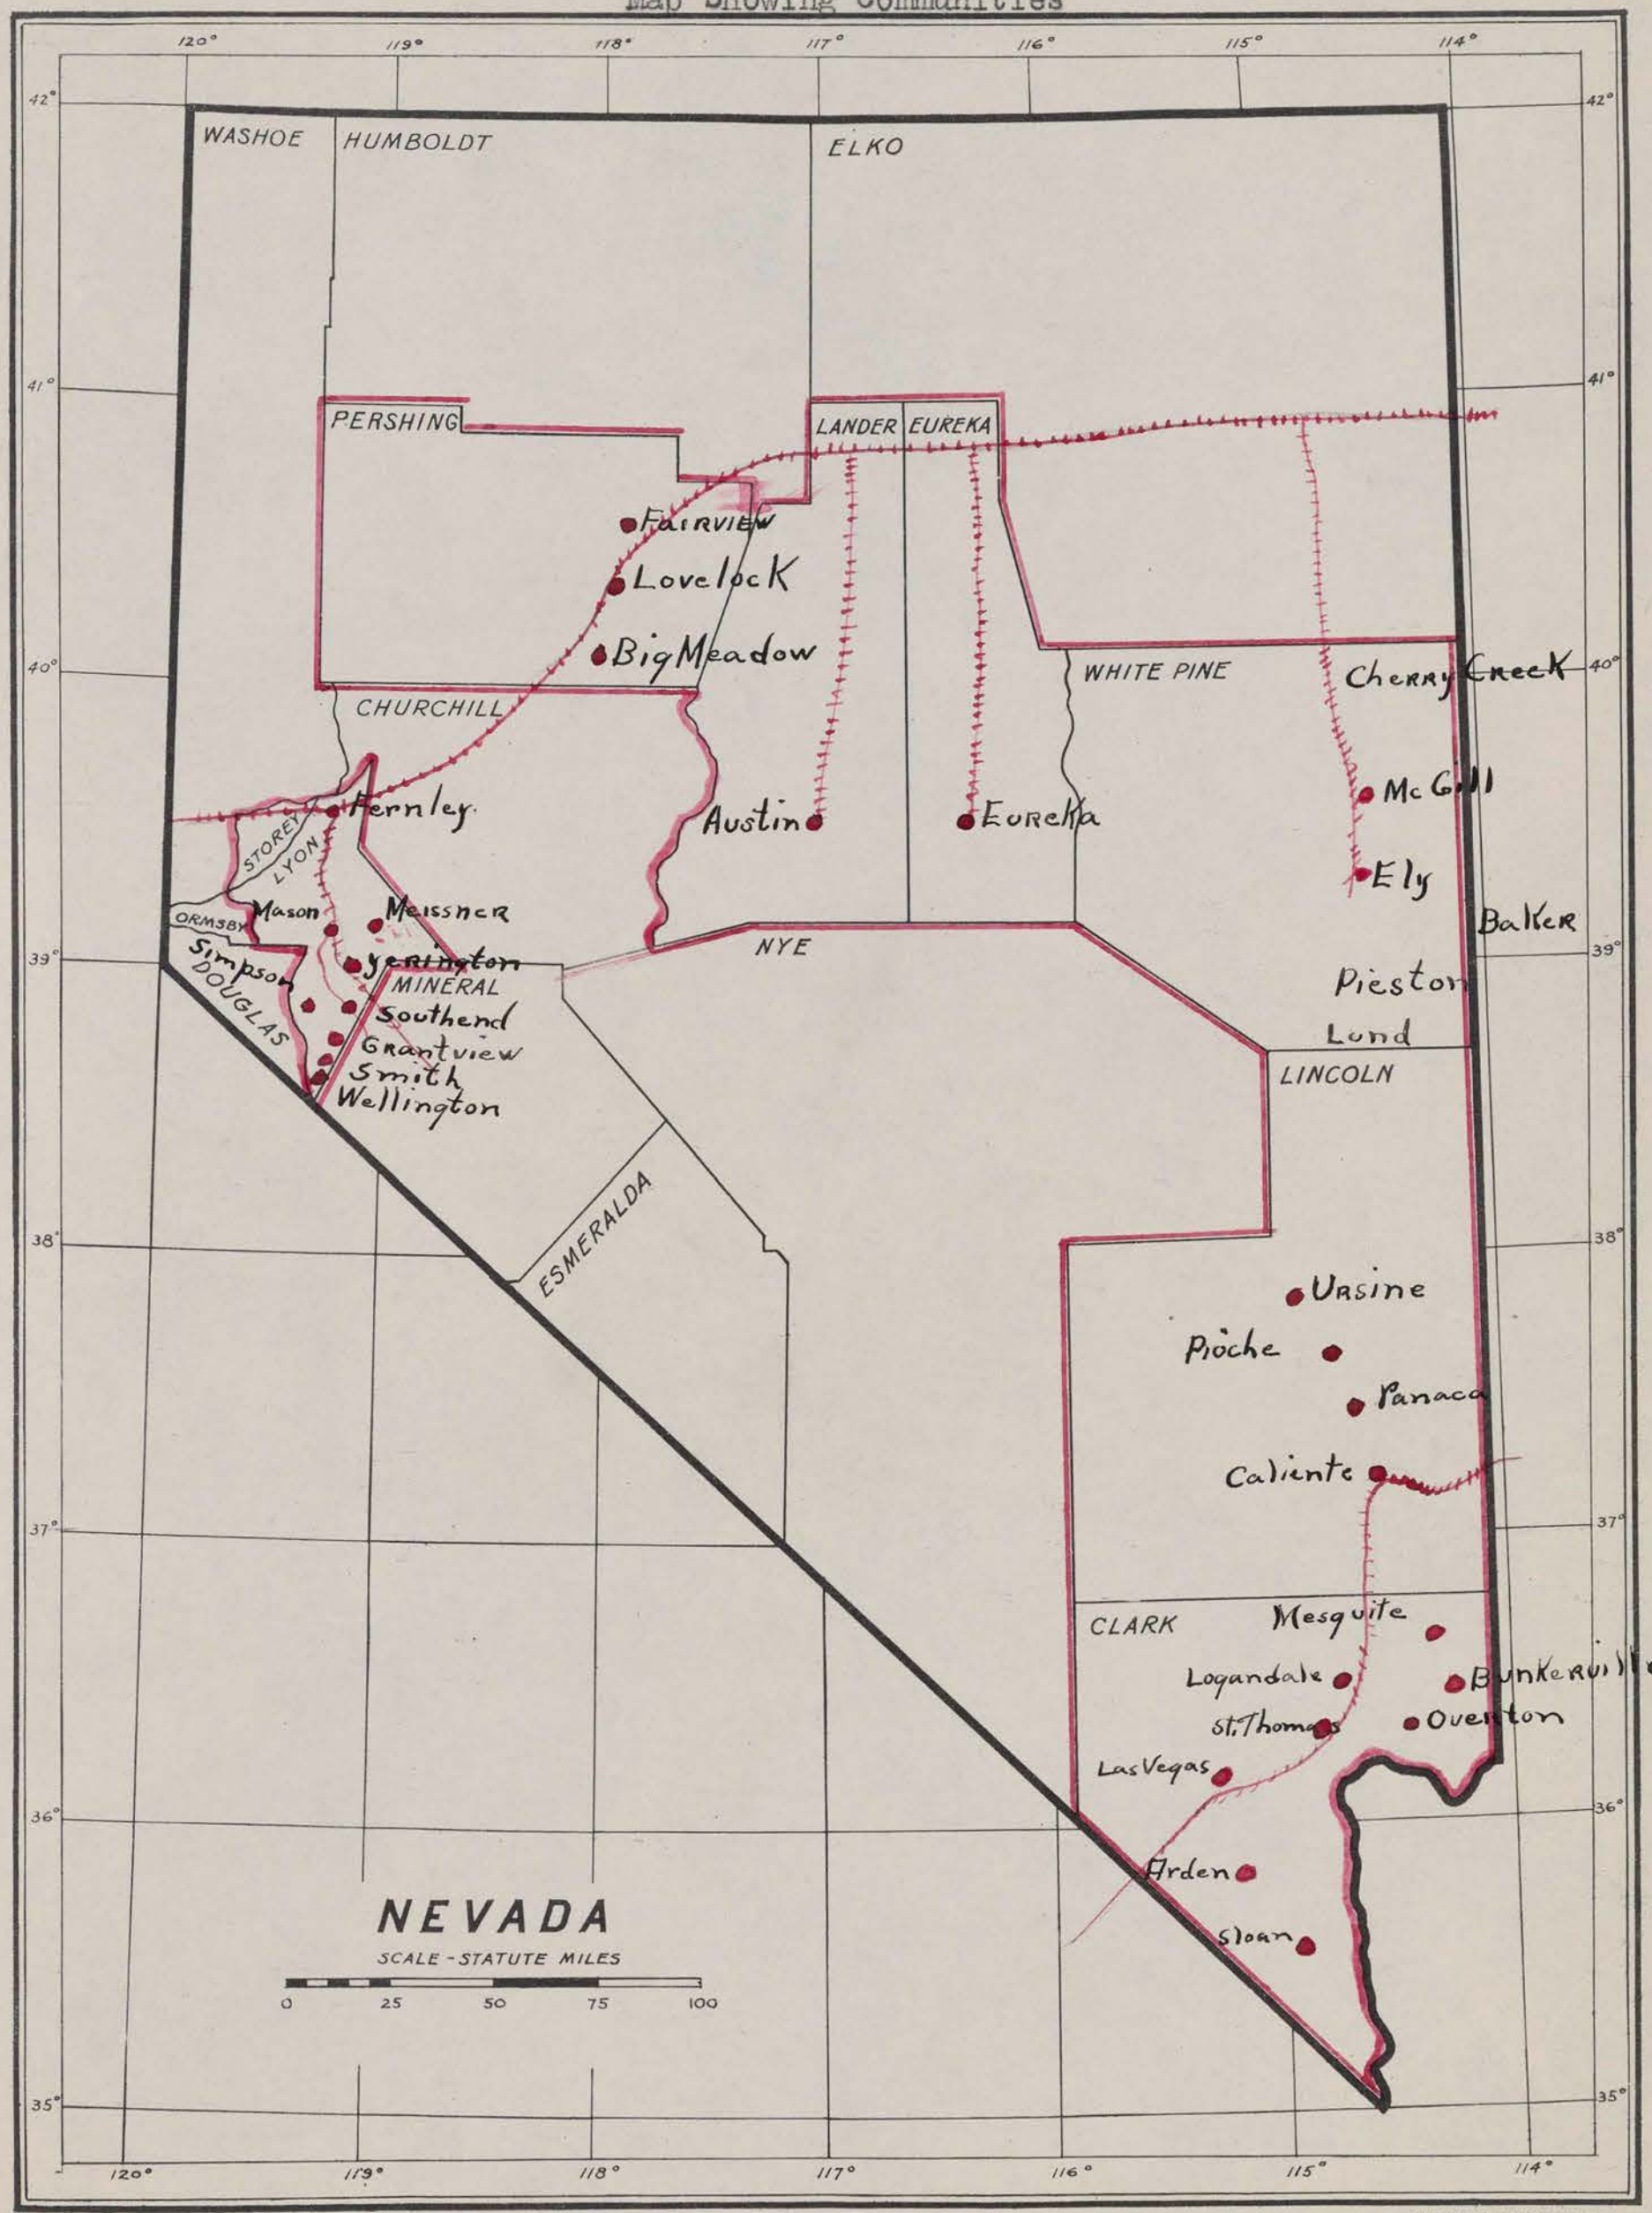 Map Showing Communities
120° 119° 118° 117° 116° 115° 114°
42° 42°
WASHOE HUMBOLDT ELKO
41° 41°
PERSHING LANDER EUREKA
FAIRVIEW
Lovelock
Big Meadow
40° WHITE PINE Cherry Creek 40°
CHURCHILL
McGill
Fernley Austin Eureka
STOREY
LYON
Ely
ORMSBY Mason Meissner Baker
39° Simpson Yerington NYE 39°
DOUGLAS MINERAL Pieston
Southend
Grantview Lund
Smith LINCOLN
Wellington
38° 38°
ESMERALDA
Ursine
Pioche
Panaca
Caliente
37° 37°
CLARK Mesquite
Logandale Bunkerville
St. Thomas Overton
Las Vegas
36° 36°
Arden
NEVADA
Sloan
SCALE - STATUTE MILES
0 25 50 75 100
35° 35°
120° 119° 118° 117° 116° 115° 114°